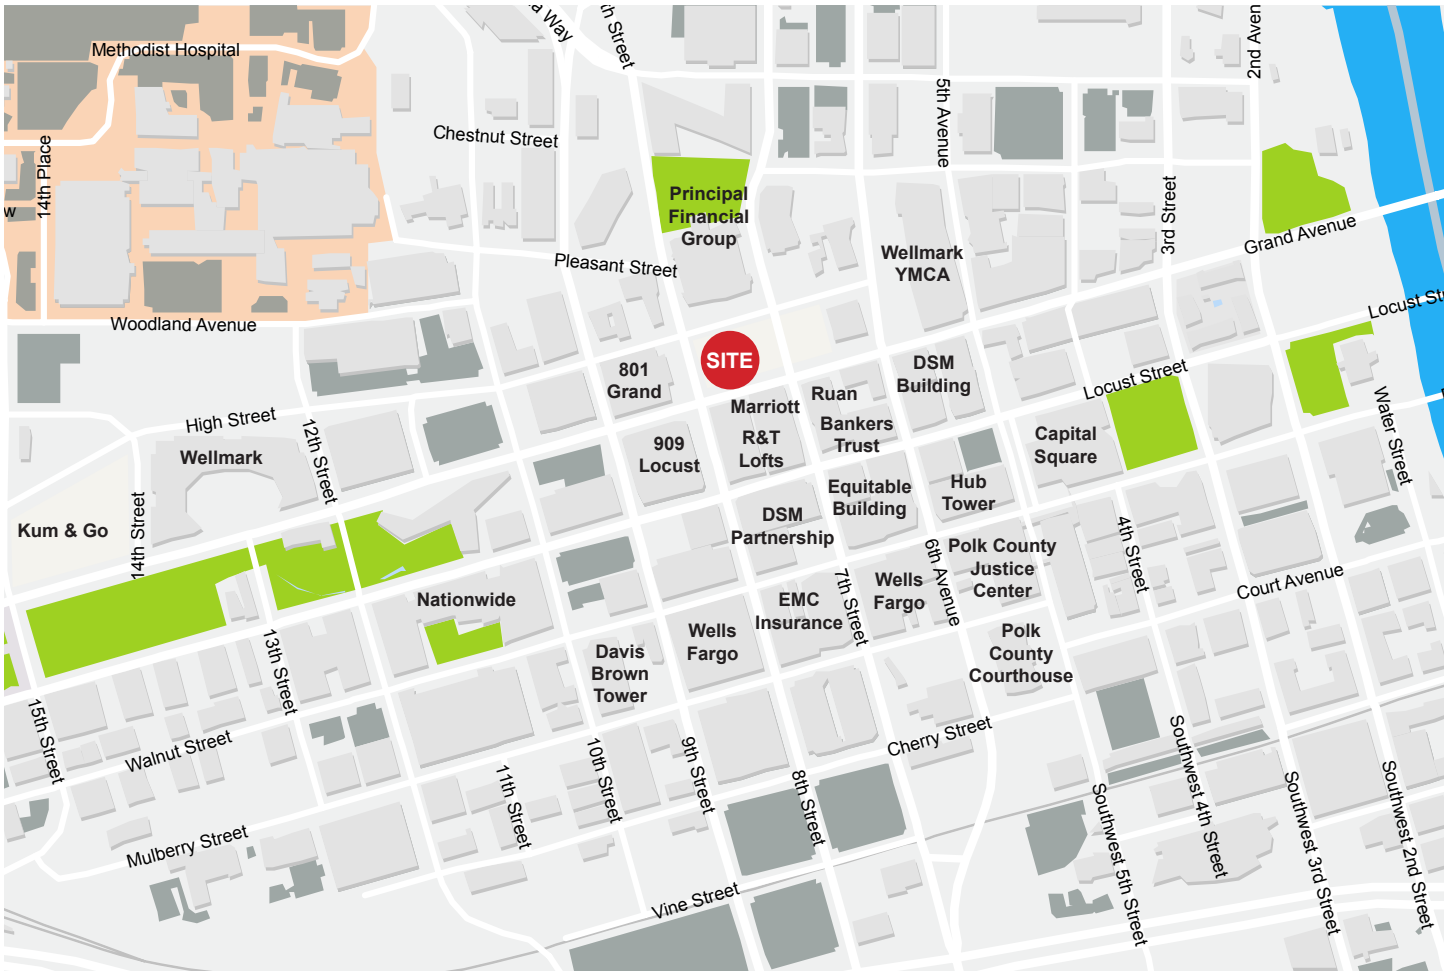 a Way
th Street
2nd Aven
Methodist Hospital
5th Avenue
Chestnut Street
14th Place
w
Principal
Financial
Group
3rd Street
Grand Avenue
Wellmark
YMCA
Pleasant Street
Woodland Avenue
Locust Str
SITE
801
Grand
DSM
Building
Locust Street
Ruan
Marriott
High Street
12th Street
Bankers
Trust
Water Street
Wellmark
909
Locust
R&T
Lofts
Capital
Square
Kum & Go
14th Street
Equitable
Building
Hub
Tower
DSM
Partnership
4th Street
6th Avenue
Polk County
Justice
Center
Court Avenue
Nationwide
EMC
Insurance
7th Street
Wells
Fargo
13th Street
Wells
Fargo
Polk
County
Courthouse
Davis
Brown
Tower
15th Street
Walnut Street
Cherry Street
11th Street
10th Street
9th Street
8th Street
Southwest 5th Street
Southwest 4th Street
Southwest 3rd Street
Southwest 2nd Street
Mulberry Street
Vine Street